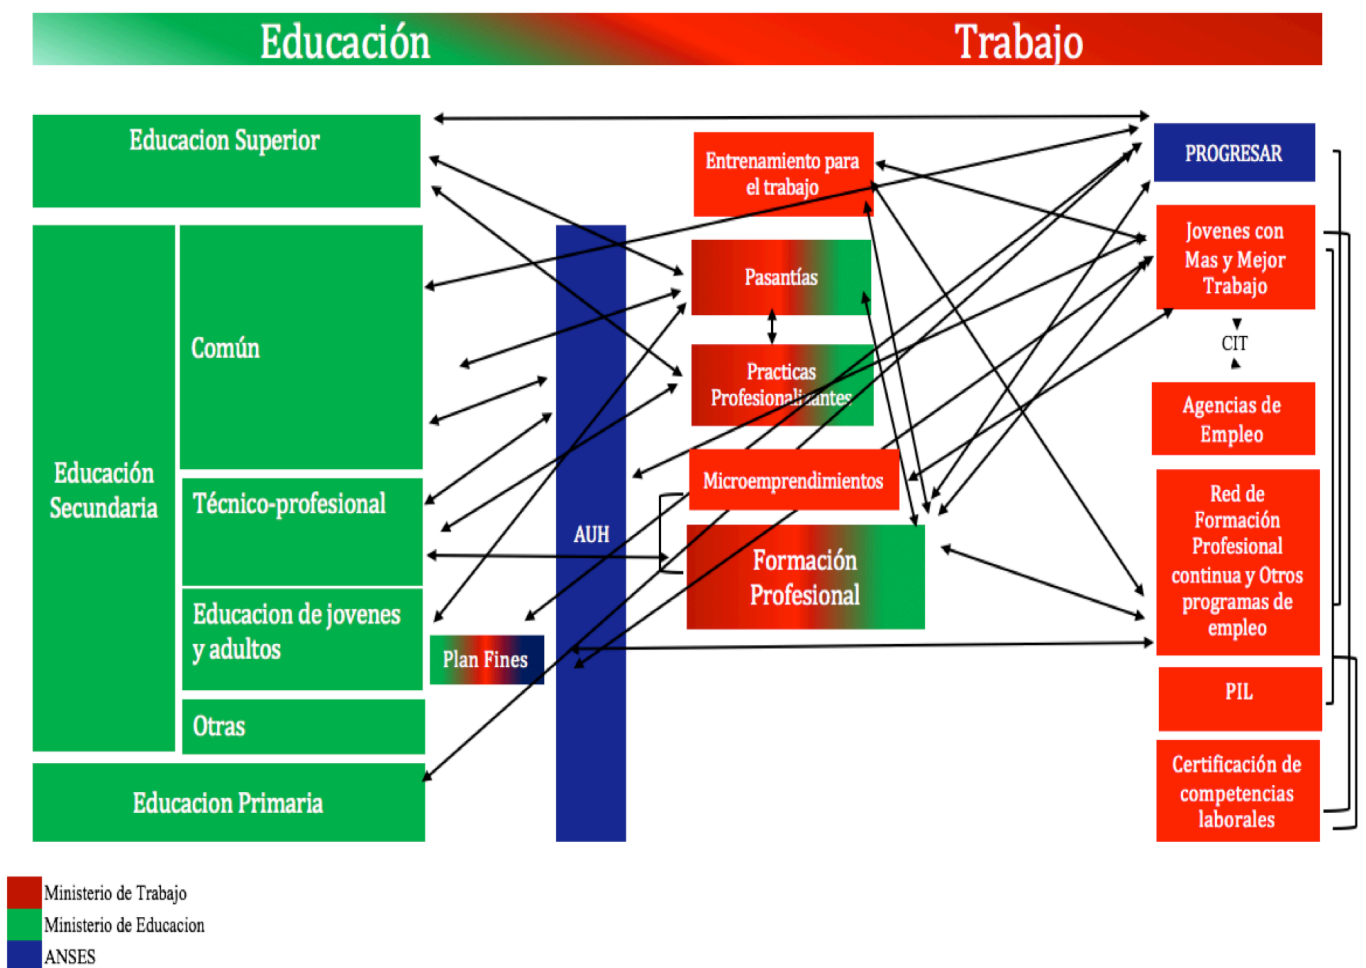 Educación
Trabajo
Educacion Superior
Educación
Secundaria
Común
Técnico-profesional
Educacion de jovenes
y adultos
Otras
Educacion Primaria
Plan Fines
AUH
Entrenamiento para
el trabajo
Pasantías
Practicas
Profesionalizantes
Microemprendimientos
Formación
Profesional
PROGRESAR
Jovenes con
Mas y Mejor
Trabajo
CIT
Agencias de
Empleo
Red de
Formación
Profesional
continua y Otros
programas de
empleo
PIL
Certificación de
competencias
laborales
Ministerio de Trabajo
Ministerio de Educacion
ANSES